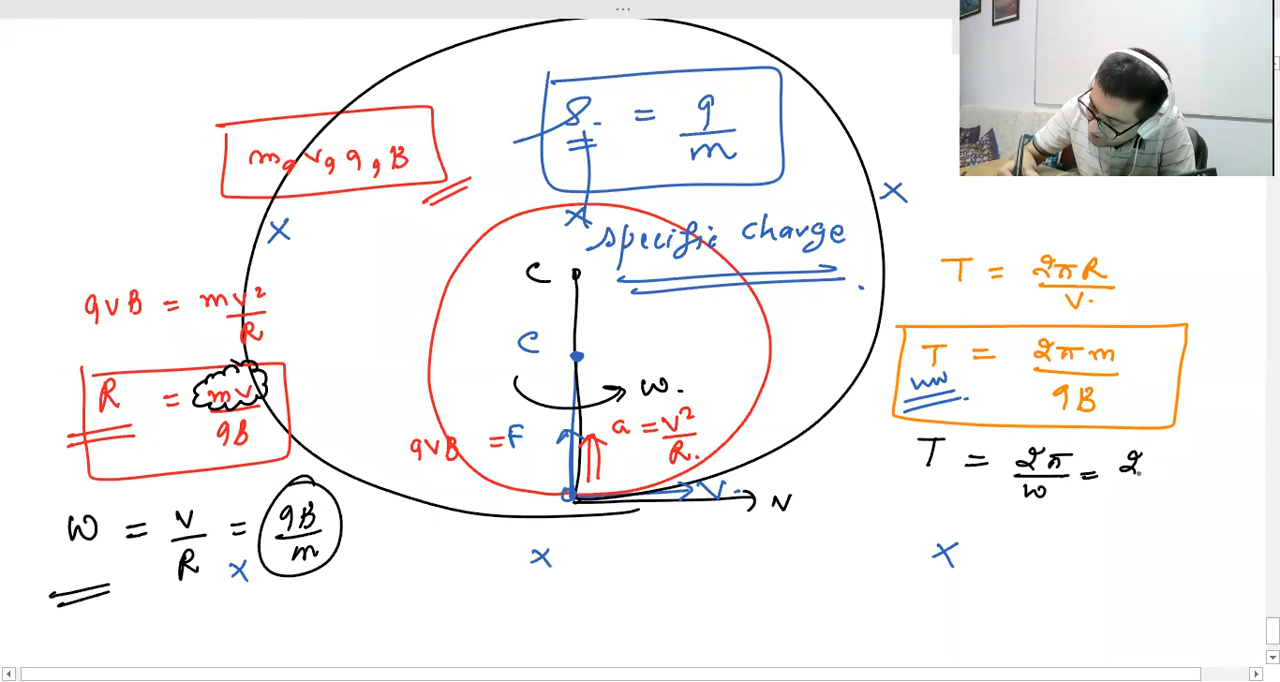 S. = q/m
m, v, q, B
specific charge
C
qvB = mv²/R
T = 2πR/V.
C
T = 2πm/qB
R = mv/qB
ω.
qvB = F
a = v²/R.
T = 2π/ω = 2
V.
ω = V/R = qB/m